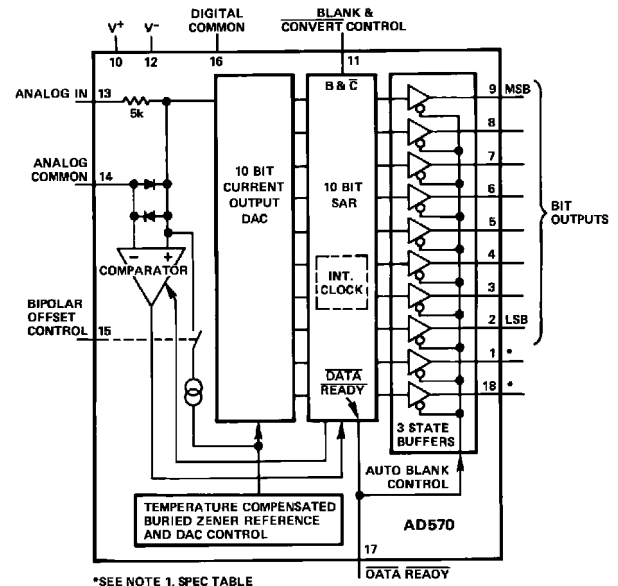 DIGITAL
COMMON
BLANK &
CONVERT CONTROL
V+
V-
10
12
16
11
ANALOG IN
13
5k
ANALOG
COMMON
14
COMPARATOR
-
+
BIPOLAR
OFFSET
CONTROL
15
10 BIT
CURRENT
OUTPUT
DAC
B & C
10 BIT
SAR
INT.
CLOCK
DATA
READY
9 MSB
8
7
6
5
4
3
2 LSB
1 *
18 *
BIT
OUTPUTS
3 STATE
BUFFERS
AUTO BLANK
CONTROL
TEMPERATURE COMPENSATED
BURIED ZENER REFERENCE
AND DAC CONTROL
AD570
17
DATA READY
*SEE NOTE 1, SPEC TABLE